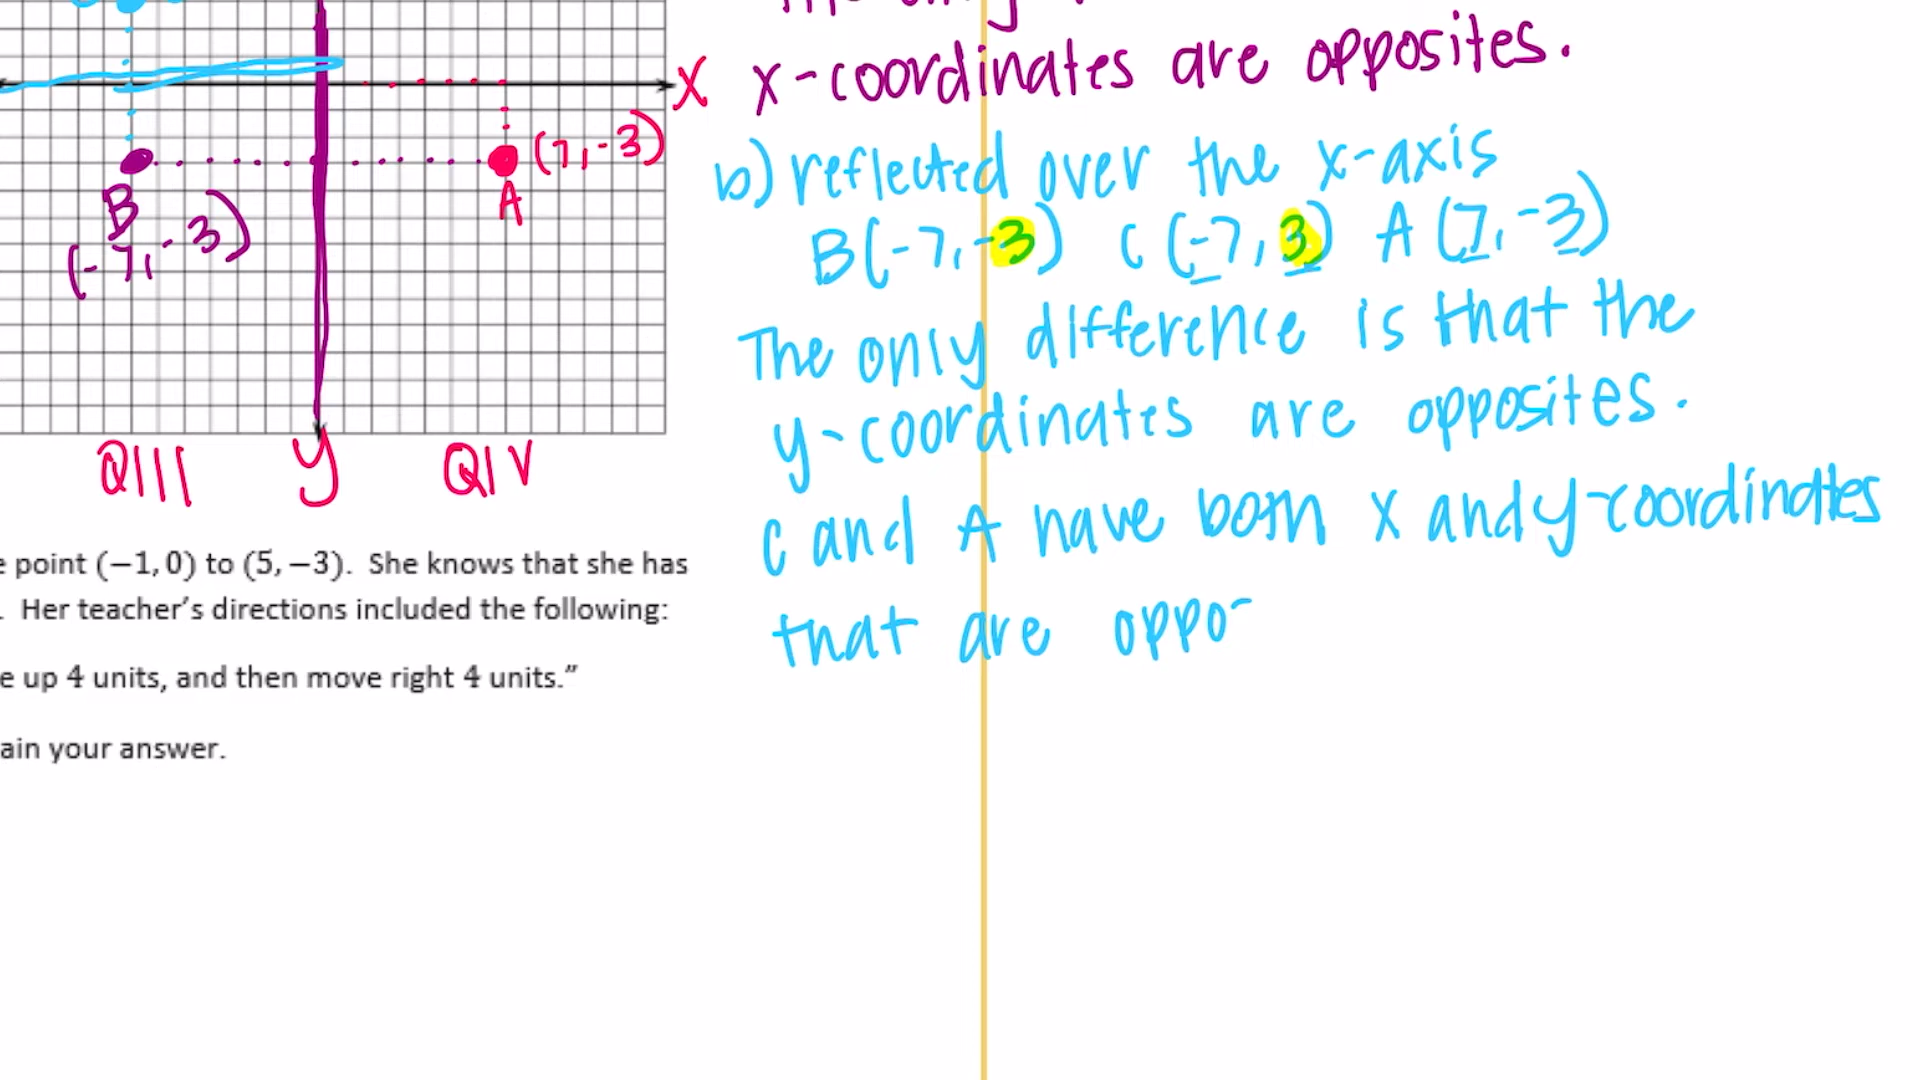 x-coordinates are opposites.
X
(7,-3)
A
B
(-7,-3)
b) reflected over the x-axis
B(-7,-3) C(-7,3) A(7,-3)
The only difference is that the
y-coordinates are opposites.
C and A have both x and y-coordinates
that are oppo
QIII
y
QIV
point (−1, 0) to (5, −3). She knows that she has
. Her teacher’s directions included the following:
e up 4 units, and then move right 4 units.”
ain your answer.